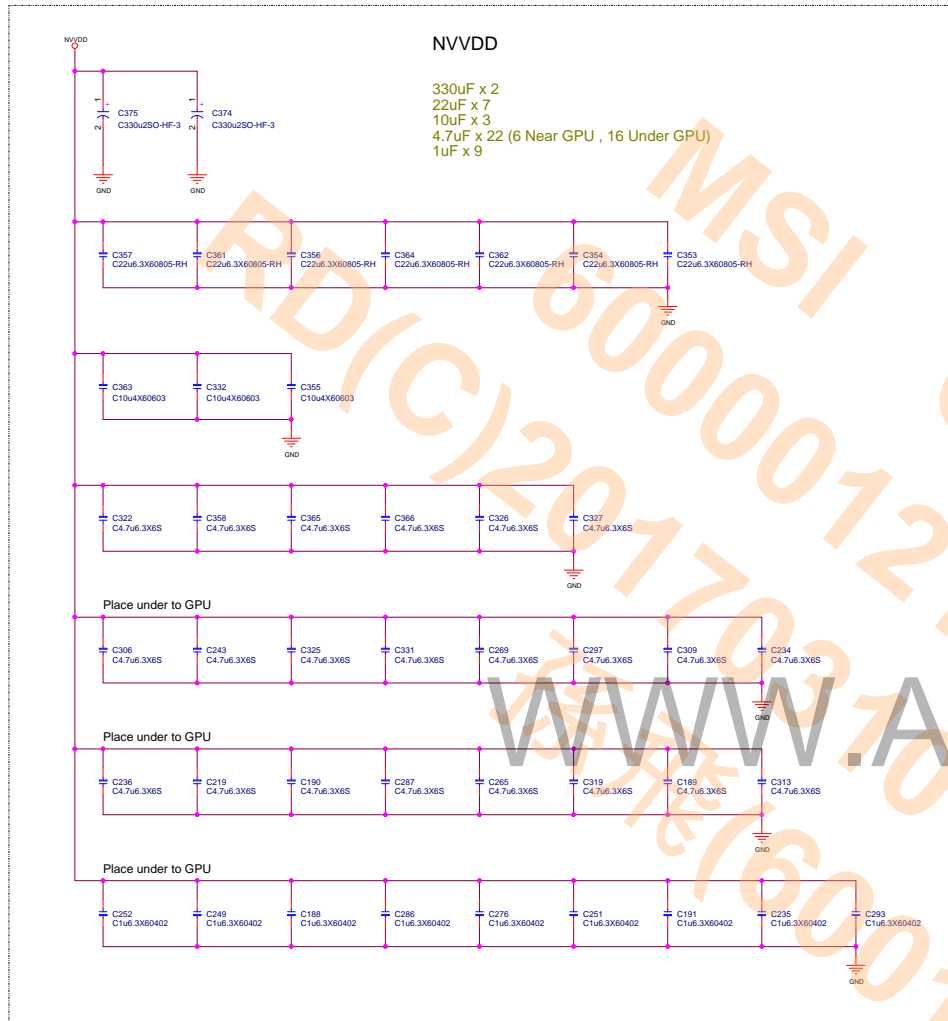 NVVDD
NVVDD
330uF x 2
22uF x 7
10uF x 3
4.7uF x 22 (6 Near GPU , 16 Under GPU)
1uF x 9
1 + 1 +
C375 C374
C330u2SO-HF-3 C330u2SO-HF-3
2 2
GND GND
C357 C361 C356 C364 C362 C354 C353
C22u6.3X60805-RH C22u6.3X60805-RH C22u6.3X60805-RH C22u6.3X60805-RH C22u6.3X60805-RH C22u6.3X60805-RH C22u6.3X60805-RH
GND
C363 C332 C355
C10u4X60603 C10u4X60603 C10u4X60603
GND
C322 C358 C365 C366 C326 C327
C4.7u6.3X6S C4.7u6.3X6S C4.7u6.3X6S C4.7u6.3X6S C4.7u6.3X6S C4.7u6.3X6S
GND
Place under to GPU
C306 C243 C325 C331 C269 C297 C309 C234
C4.7u6.3X6S C4.7u6.3X6S C4.7u6.3X6S C4.7u6.3X6S C4.7u6.3X6S C4.7u6.3X6S C4.7u6.3X6S C4.7u6.3X6S
GND
Place under to GPU
C236 C219 C190 C287 C265 C319 C189 C313
C4.7u6.3X6S C4.7u6.3X6S C4.7u6.3X6S C4.7u6.3X6S C4.7u6.3X6S C4.7u6.3X6S C4.7u6.3X6S C4.7u6.3X6S
GND
Place under to GPU
C252 C249 C188 C286 C276 C251 C191 C235 C293
C1u6.3X60402 C1u6.3X60402 C1u6.3X60402 C1u6.3X60402 C1u6.3X60402 C1u6.3X60402 C1u6.3X60402 C1u6.3X60402 C1u6.3X60402
GND
MSI
RD(C)20170310
WWW.A